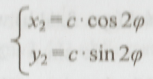 x₂ = c · cos 2φ
y₂ = c · sin 2φ